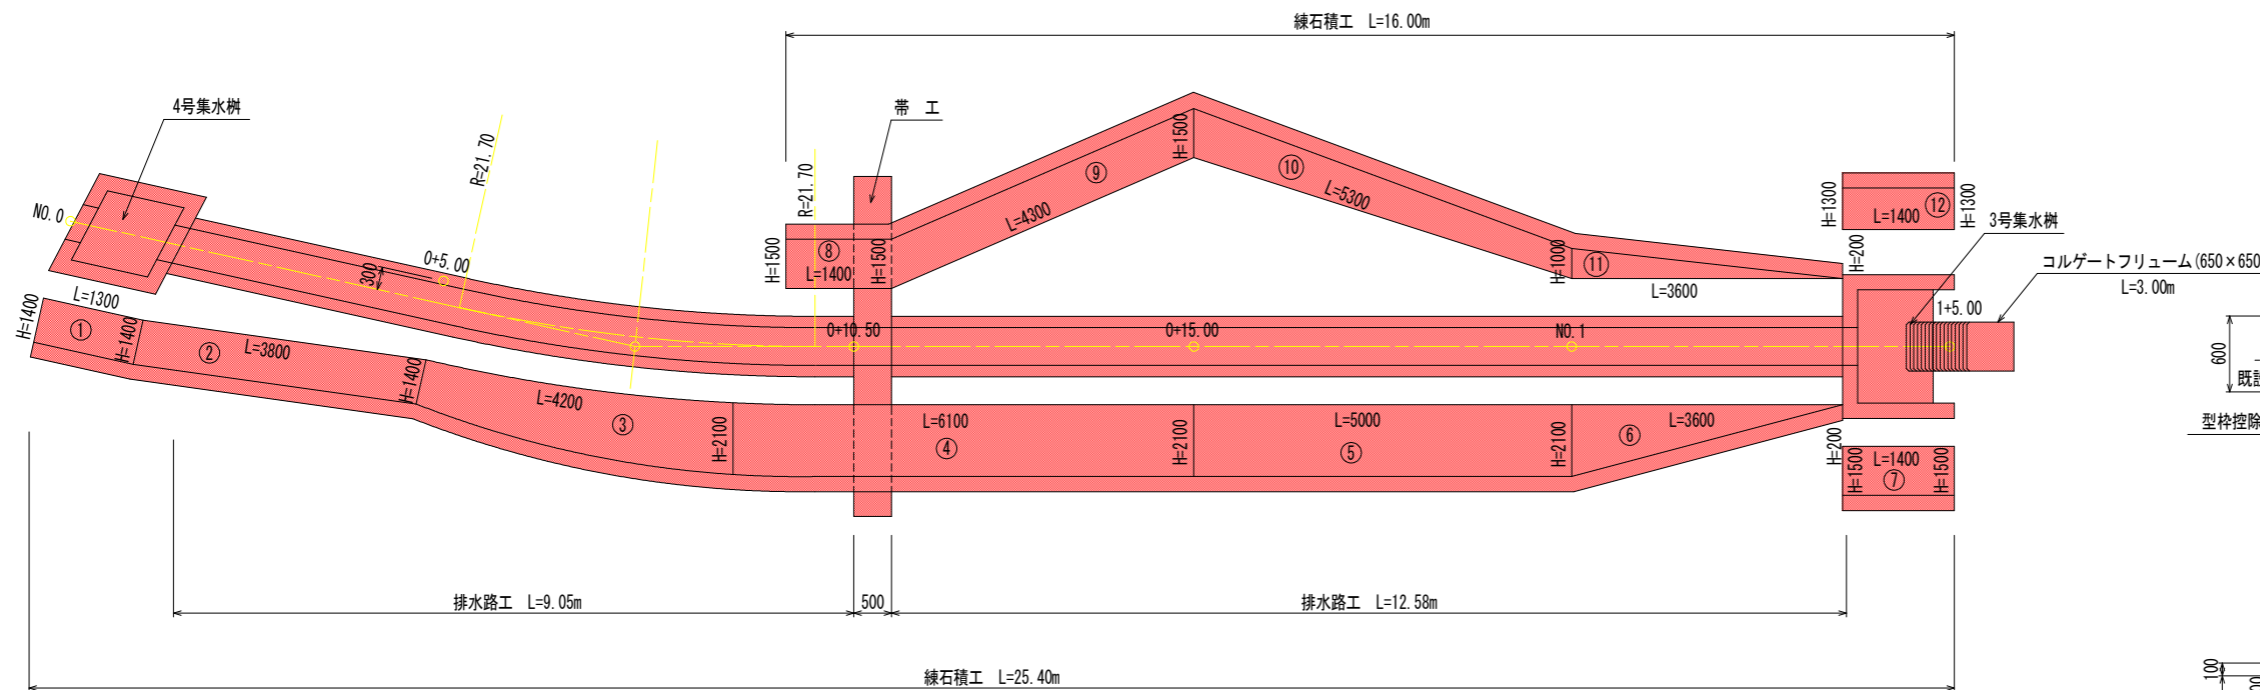 練石積工 L=16.00m
4号集水桝
帯 工
R=21.70
R=21.70
H=1500
⑨
⑩
L=5300
L=4300
H=1300
⑫
L=1400
H=1300
NO.0
3号集水桝
0+5.00
300
H=1500
⑧
L=1400
H=1500
H=1000
⑪
L=3600
H=200
コルゲートフリューム(650×650
L=3.00m
L=1300
H=1400
①
H=1400
②
L=3800
0+10.50
0+15.00
NO.1
1+5.00
600
H=1400
L=4200
③
H=2100
L=6100
④
H=2100
L=5000
⑤
H=2100
L=3600
⑥
H=200
H=1500
L=1400
⑦
H=1500
型枠控除
排水路工 L=9.05m
500
排水路工 L=12.58m
練石積工 L=25.40m
100